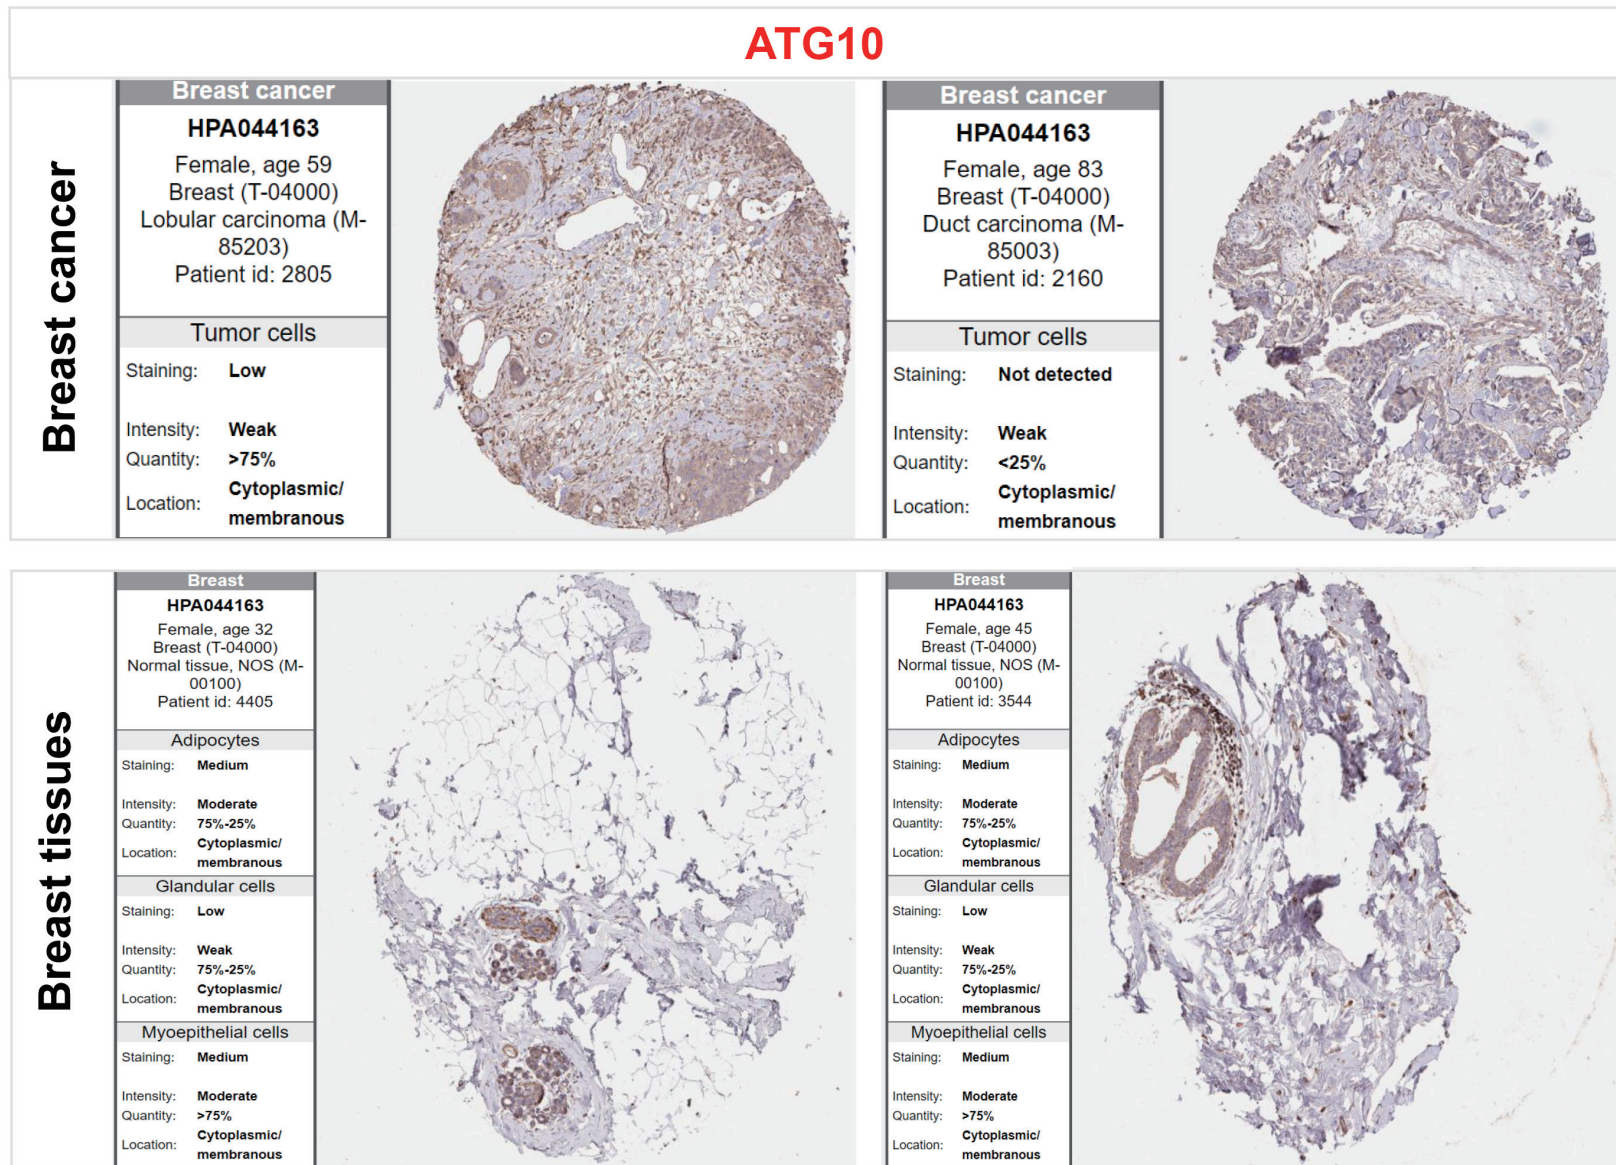 ATG10
Breast cancer
Breast cancer
HPA044163
Female, age 59
Breast (T-04000)
Lobular carcinoma (M-
85203)
Patient id: 2805
Tumor cells
Staining: Low
Intensity: Weak
Quantity: >75%
Location: Cytoplasmic/
membranous
Breast cancer
HPA044163
Female, age 83
Breast (T-04000)
Duct carcinoma (M-
85003)
Patient id: 2160
Tumor cells
Staining: Not detected
Intensity: Weak
Quantity: <25%
Location: Cytoplasmic/
membranous
Breast tissues
Breast
HPA044163
Female, age 32
Breast (T-04000)
Normal tissue, NOS (M-
00100)
Patient id: 4405
Adipocytes
Staining: Medium
Intensity: Moderate
Quantity: 75%-25%
Location: Cytoplasmic/
membranous
Glandular cells
Staining: Low
Intensity: Weak
Quantity: 75%-25%
Location: Cytoplasmic/
membranous
Myoepithelial cells
Staining: Medium
Intensity: Moderate
Quantity: >75%
Location: Cytoplasmic/
membranous
Breast
HPA044163
Female, age 45
Breast (T-04000)
Normal tissue, NOS (M-
00100)
Patient id: 3544
Adipocytes
Staining: Medium
Intensity: Moderate
Quantity: 75%-25%
Location: Cytoplasmic/
membranous
Glandular cells
Staining: Low
Intensity: Weak
Quantity: 75%-25%
Location: Cytoplasmic/
membranous
Myoepithelial cells
Staining: Medium
Intensity: Moderate
Quantity: >75%
Location: Cytoplasmic/
membranous